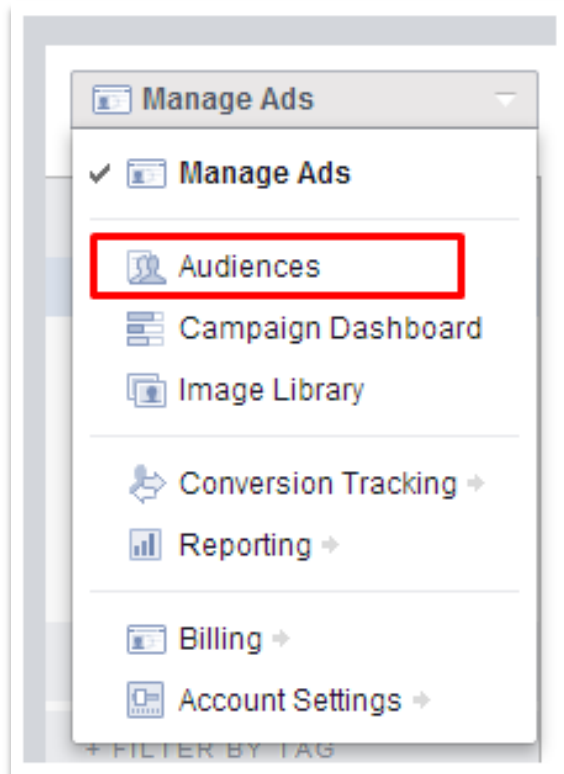 Manage Ads
Manage Ads
Audiences
Campaign Dashboard
Image Library
Conversion Tracking
Reporting
Billing
Account Settings
+ FILTER BY TAG